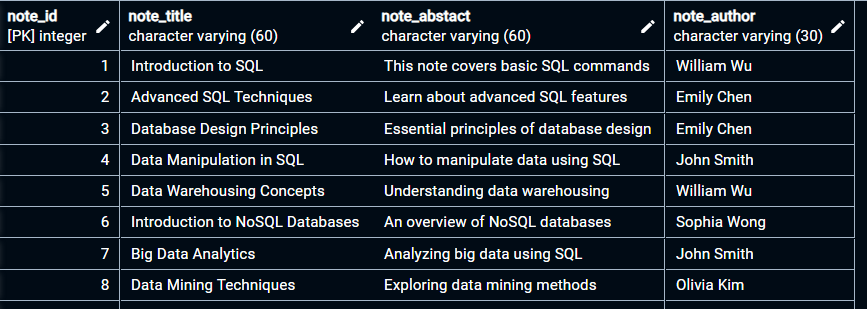 note_id note_title note_abstact note_author
[PK] integer character varying (60) character varying (60) character varying (30)
1 Introduction to SQL This note covers basic SQL commands William Wu
2 Advanced SQL Techniques Learn about advanced SQL features Emily Chen
3 Database Design Principles Essential principles of database design Emily Chen
4 Data Manipulation in SQL How to manipulate data using SQL John Smith
5 Data Warehousing Concepts Understanding data warehousing William Wu
6 Introduction to NoSQL Databases An overview of NoSQL databases Sophia Wong
7 Big Data Analytics Analyzing big data using SQL John Smith
8 Data Mining Techniques Exploring data mining methods Olivia Kim